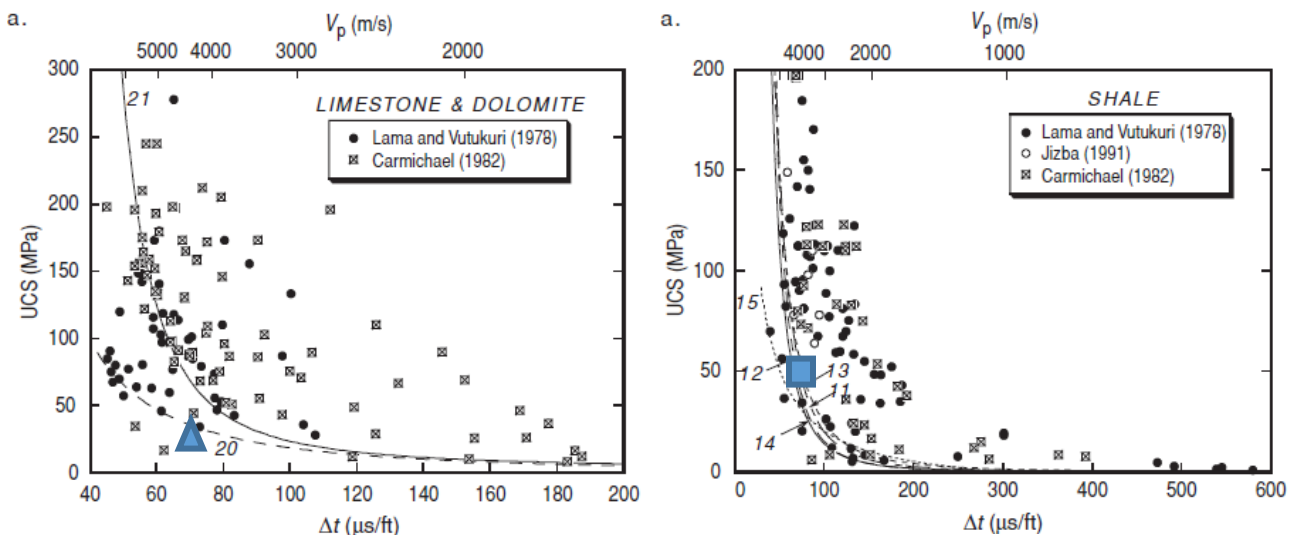 a.
V_p (m/s)
5000 4000 3000 2000
300
250
200
150
100
50
0
UCS (MPa)
21
LIMESTONE & DOLOMITE
Lama and Vutukuri (1978)
Carmichael (1982)
20
40 60 80 100 120 140 160 180 200
Δt (μs/ft)
a.
V_p (m/s)
4000 2000 1000
200
150
100
50
0
UCS (MPa)
SHALE
Lama and Vutukuri (1978)
Jizba (1991)
Carmichael (1982)
15
12
13
11
14
0 100 200 300 400 500 600
Δt (μs/ft)